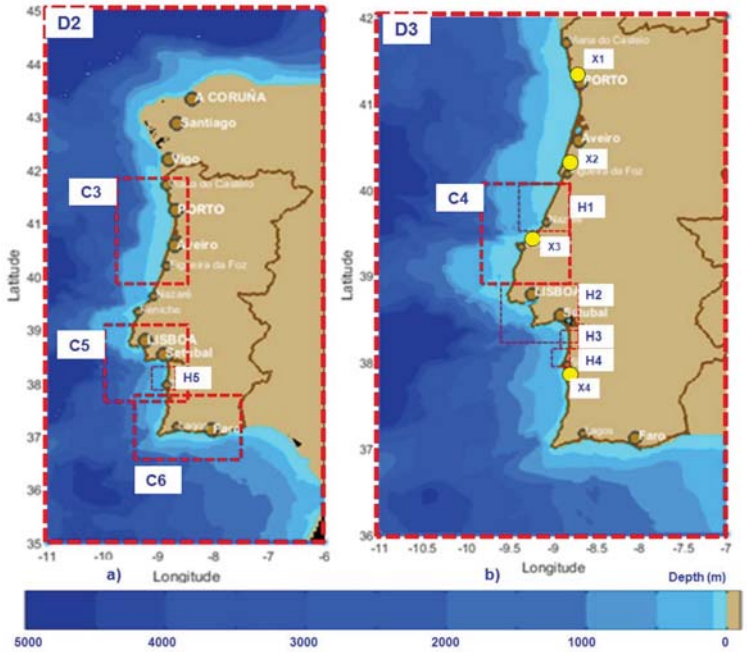 D2
45
44
43
42
41
40
39
38
37
36
35
Latitude
A CORUÑA
Santiago
Vigo
Viana do Castelo
C3
PORTO
Aveiro
Figueira da Foz
Nazaré
Peniche
C5
LISBOA
Setubal
H5
Lagos
Faro
C6
-11
-10
-9
-8
-7
-6
a)
Longitude
D3
42
41
40
39
38
37
36
Latitude
Viana do Castelo
X1
PORTO
Aveiro
X2
Figueira da Foz
C4
H1
Nazaré
X3
H2
LISBOA
Setubal
H3
H4
X4
Lagos
Faro
-11
-10.5
-10
-9.5
-9
-8.5
-8
-7.5
-7
Longitude
b)
Depth (m)
5000
4000
3000
2000
1000
0